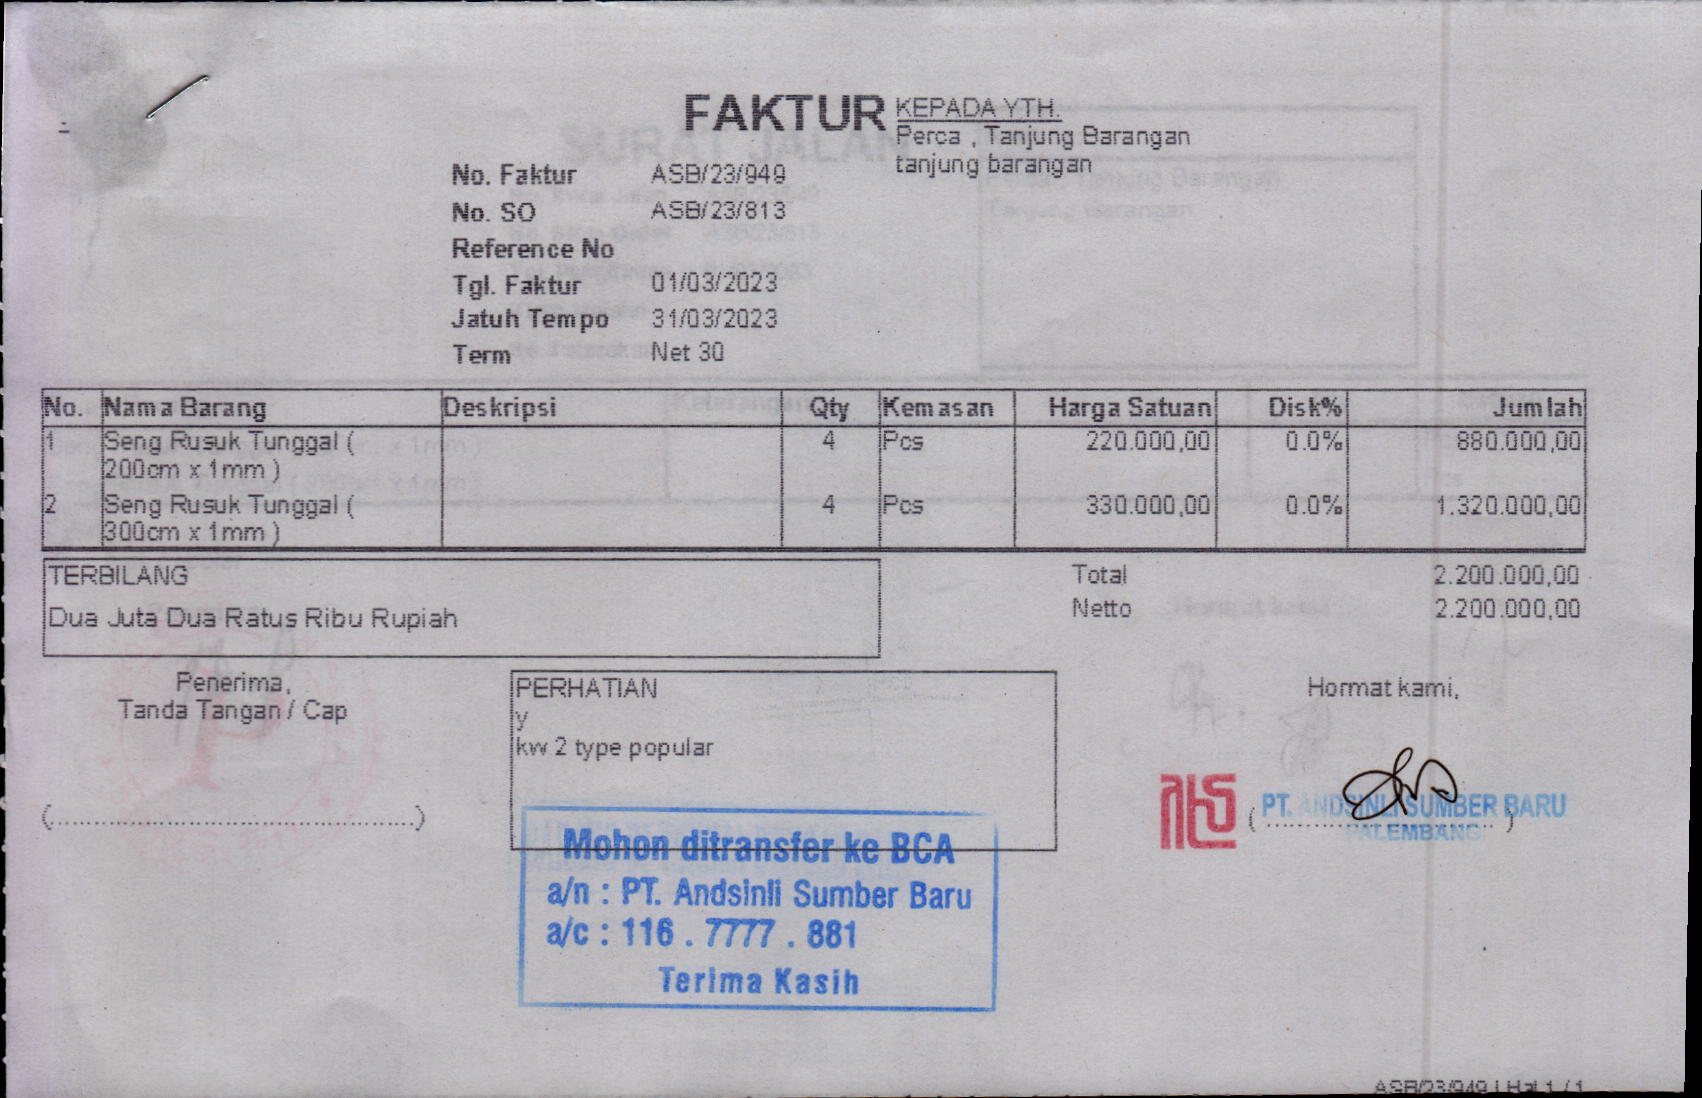 FAKTUR
KEPADA YTH.
Perca , Tanjung Barangan
tanjung barangan
No. Faktur ASB/23/949
No. SO ASB/23/813
Reference No
Tgl. Faktur 01/03/2023
Jatuh Tempo 31/03/2023
Term Net 30
No. Nama Barang Deskripsi Qty Kemasan Harga Satuan Disk% Jumlah
1 Seng Rusuk Tunggal ( 4 Pcs 220.000,00 0.0% 880.000,00
200cm x 1mm )
2 Seng Rusuk Tunggal ( 4 Pcs 330.000,00 0.0% 1.320.000,00
300cm x 1mm )
TERBILANG
Dua Juta Dua Ratus Ribu Rupiah
Total 2.200.000,00
Netto 2.200.000,00
Penerima,
Tanda Tangan / Cap
(..............................................)
PERHATIAN
y
kw 2 type popular
Mohon ditransfer ke BCA
a/n : PT. Andsinli Sumber Baru
a/c : 116 . 7777 . 881
Terima Kasih
Hormat kami,
PT. ANDSINLI SUMBER BARU
PALEMBANG
ASB/23/949 | Hal 1 / 1